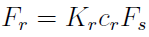 F_r = K_r c_r F_s